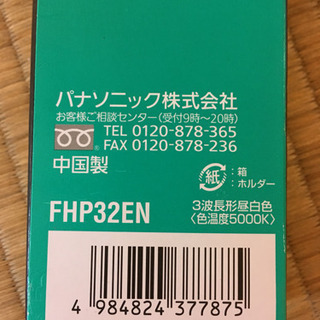 パナソニック株式会社
お客様ご相談センター(受付9時〜20時)
TEL 0120-878-365
FAX 0120-878-236
中国製
紙
:箱
:ホルダー
FHP32EN
3波長形昼白色
〈色温度5000K〉
4 984824 377875